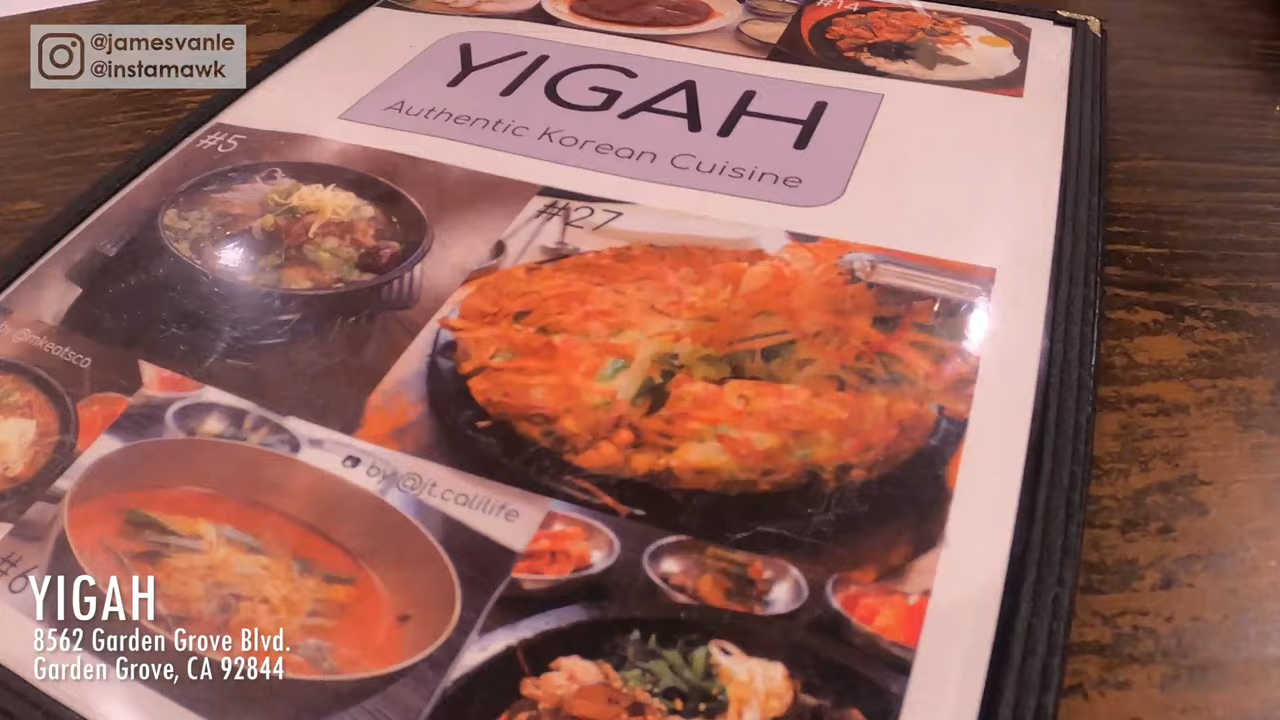 @jamesvanle
@instamawk
#14
YIGAH
Authentic Korean Cuisine
#5
#27
by @mkeatsca
by @jt.calilife
#6
YIGAH
8562 Garden Grove Blvd.
Garden Grove, CA 92844